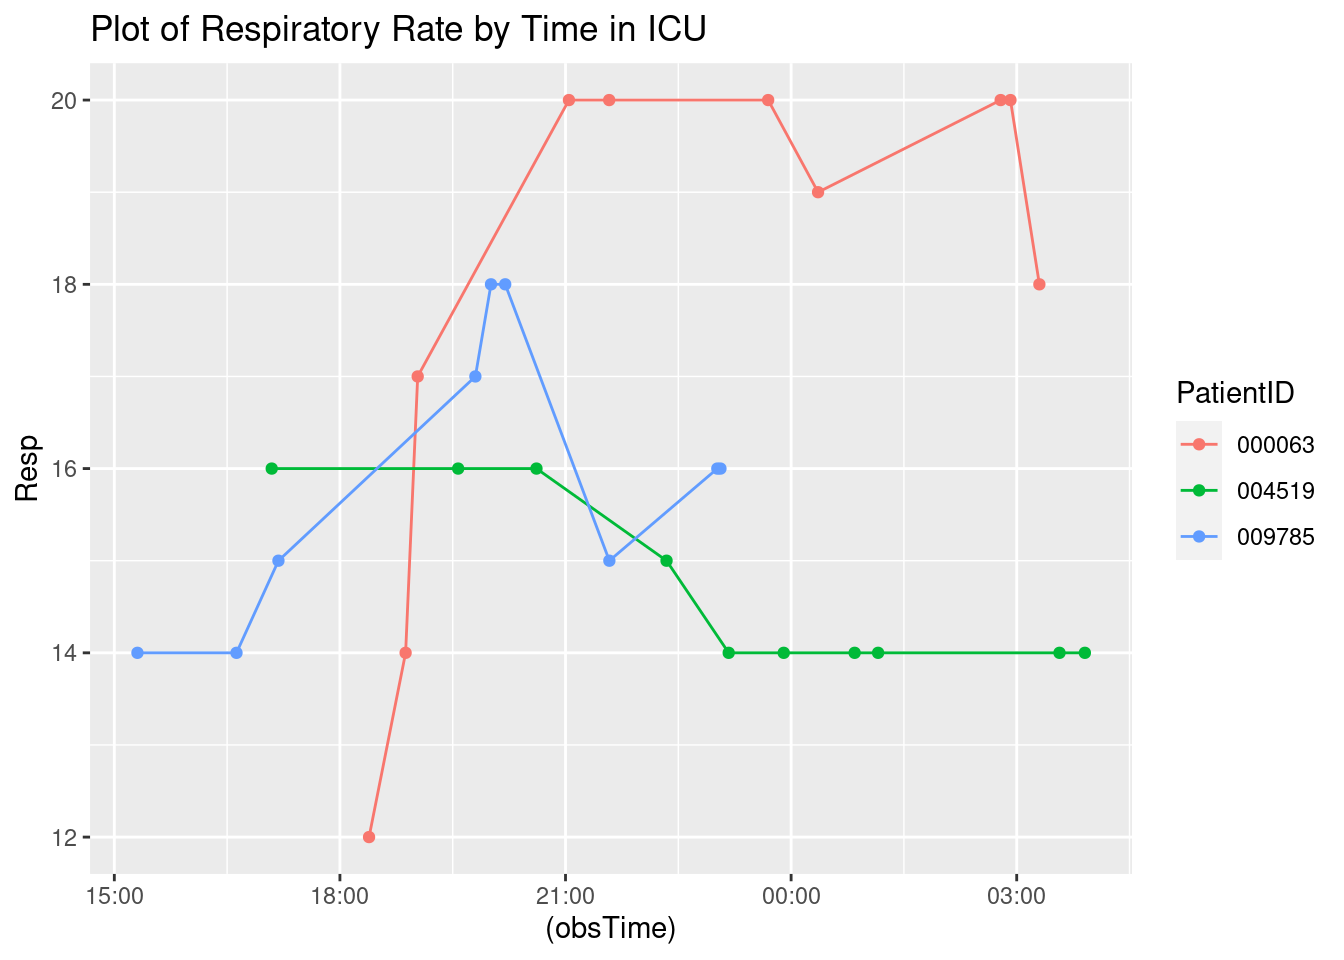 Plot of Respiratory Rate by Time in ICU
20
18
16
14
12
Resp
15:00 18:00 21:00 00:00 03:00
(obsTime)
PatientID
000063
004519
009785